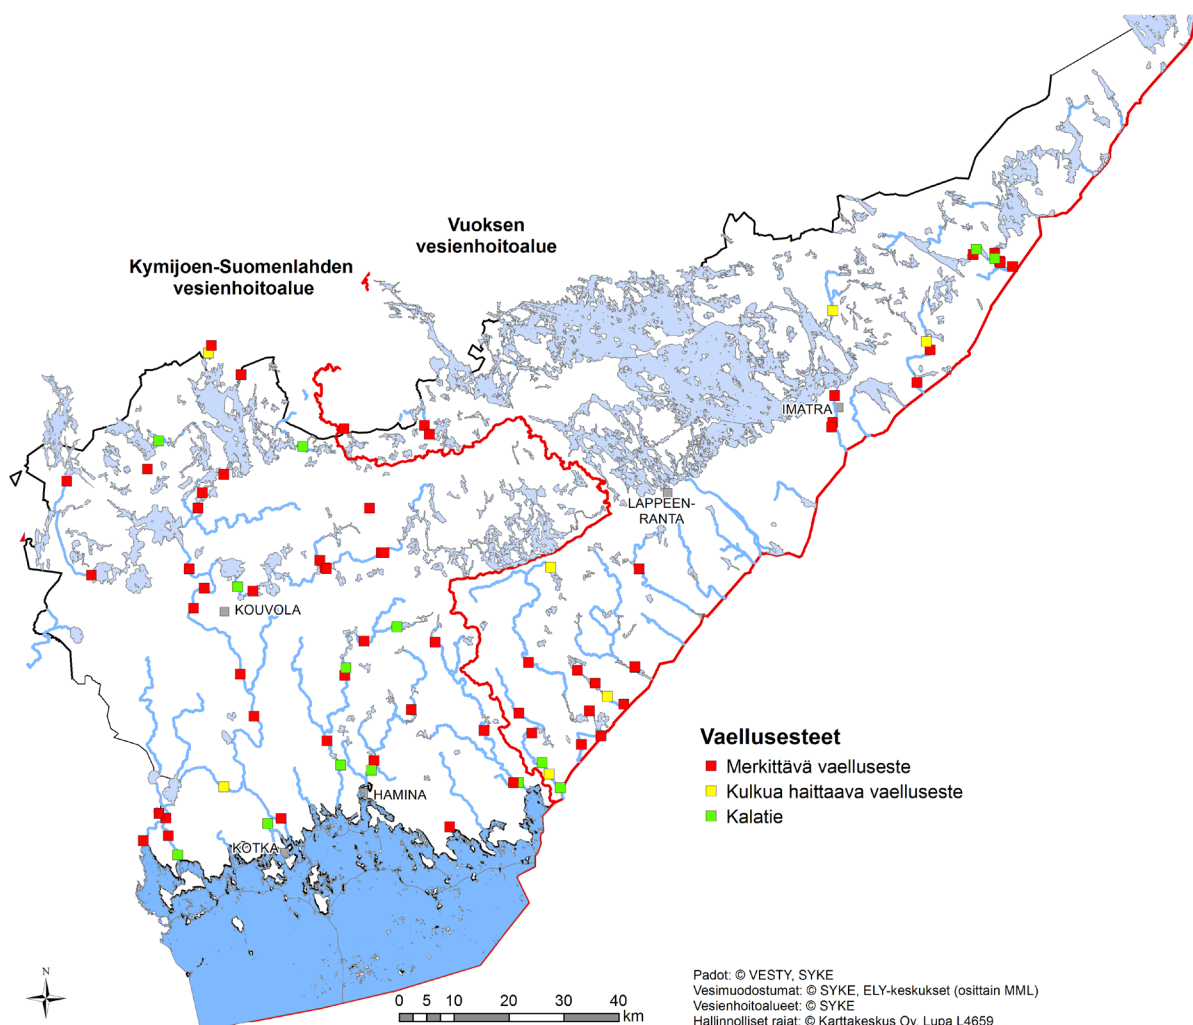 Vuoksen
vesienhoitoalue
Kymijoen-Suomenlahden
vesienhoitoalue
IMATRA
LAPPEEN-
RANTA
KOUVOLA
HAMINA
KOTKA
Vaellusesteet
Merkittävä vaelluseste
Kulkua haittaava vaelluseste
Kalatie
N
0 5 10 20 30 40
km
Padot: © VESTY, SYKE
Vesimuodostumat: © SYKE, ELY-keskukset (osittain MML)
Vesienhoitoalueet: © SYKE
Hallinnolliset rajat: © Karttakeskus Oy, Lupa L4659